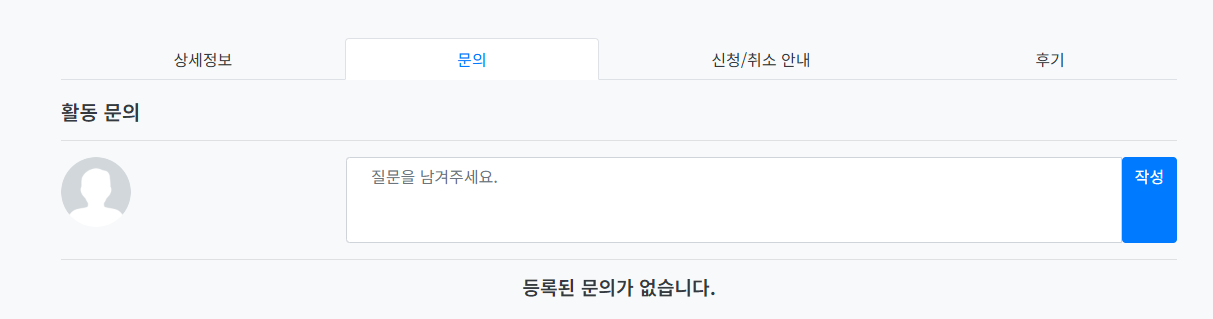 상세정보 문의 신청/취소 안내 후기
활동 문의
질문을 남겨주세요. 작성
등록된 문의가 없습니다.